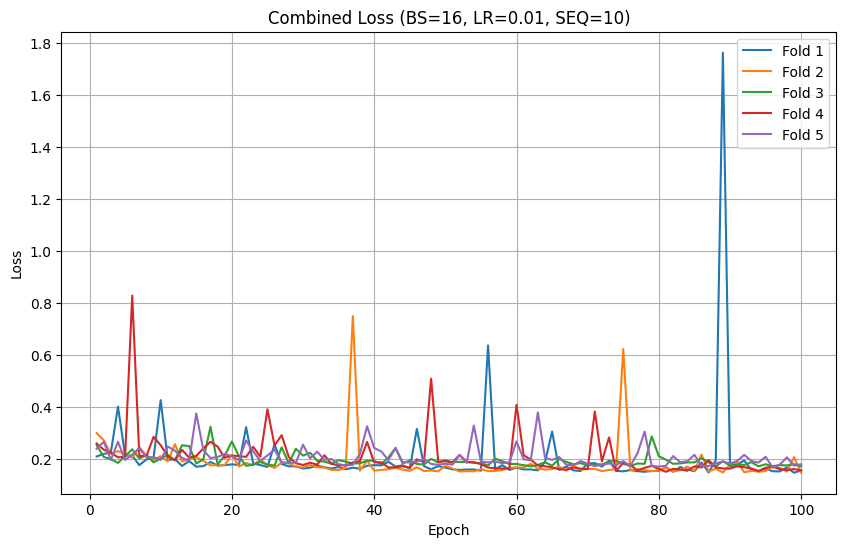 Combined Loss (BS=16, LR=0.01, SEQ=10)
Fold 1
Fold 2
Fold 3
Fold 4
Fold 5
Loss
1.8
1.6
1.4
1.2
1.0
0.8
0.6
0.4
0.2
0
20
40
60
80
100
Epoch